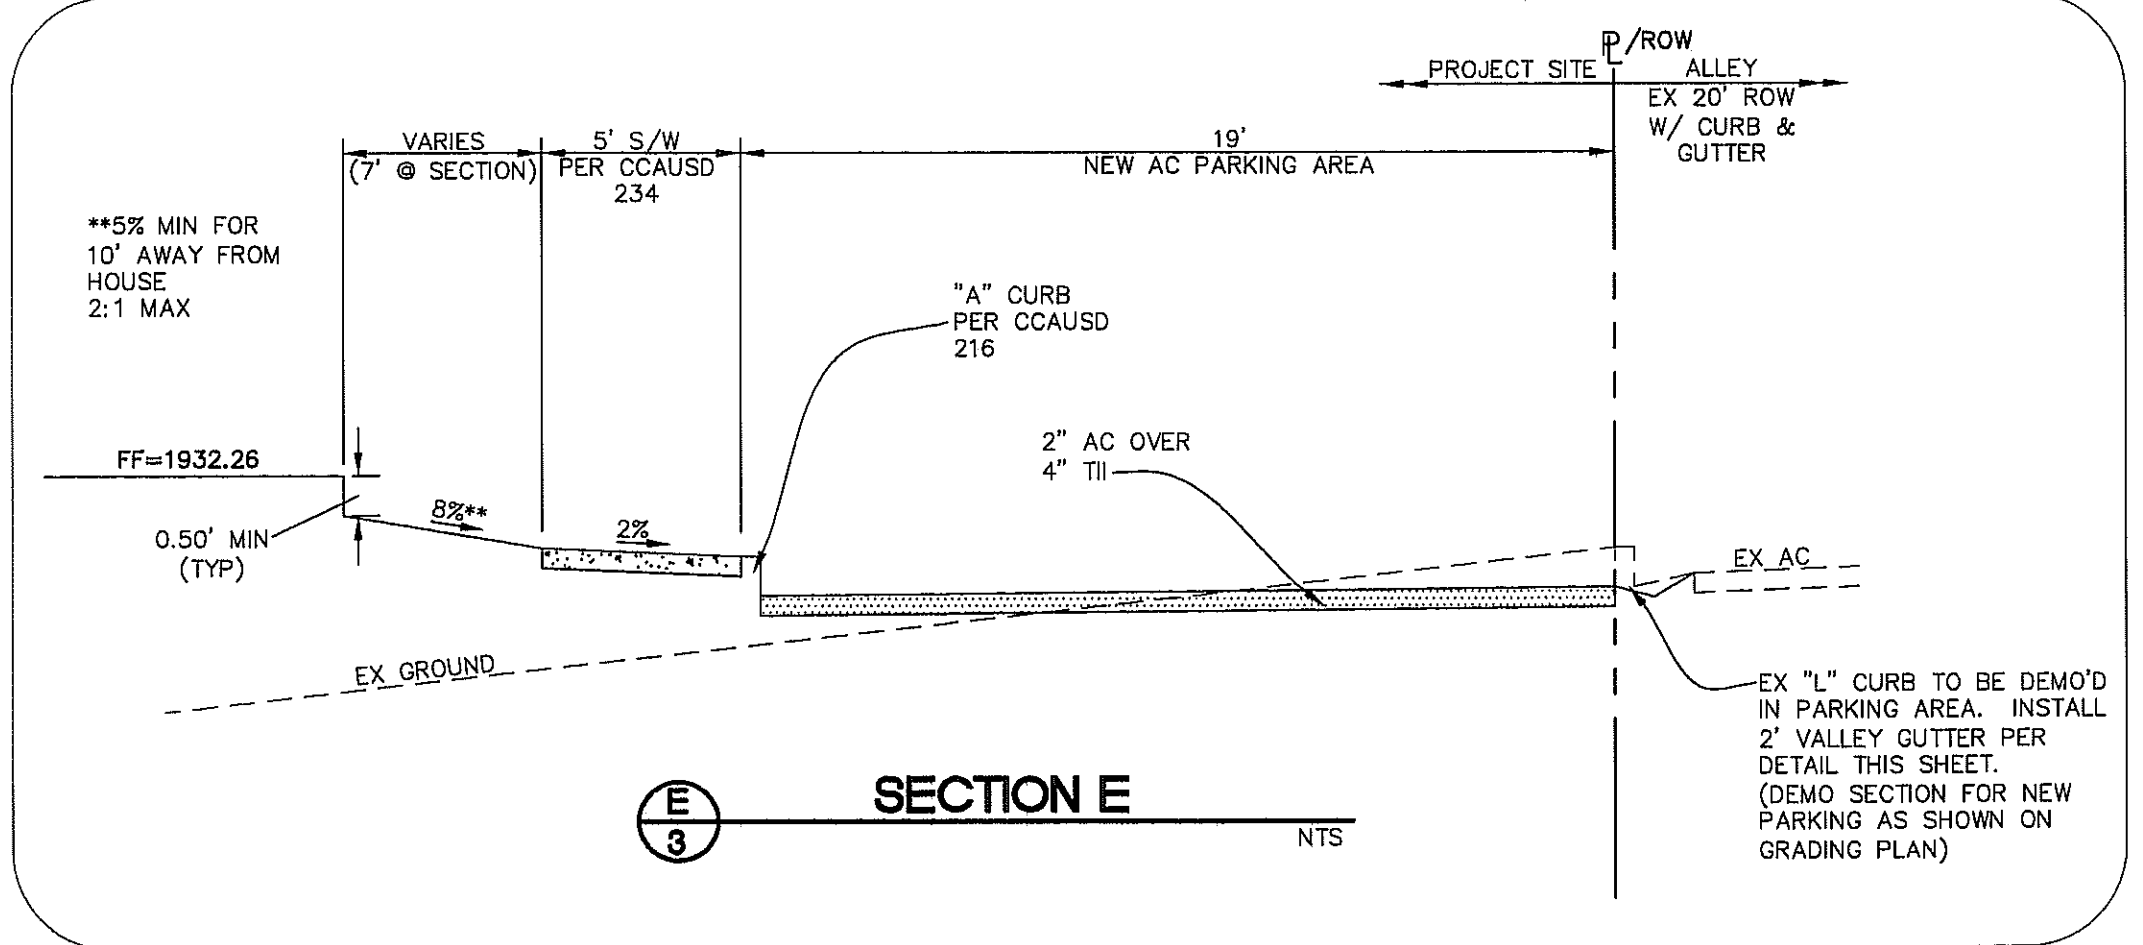 ℄/ROW
PROJECT SITE
ALLEY
EX 20' ROW
W/ CURB &
GUTTER
VARIES
(7' @ SECTION)
5' S/W
PER CCAUSD
234
19'
NEW AC PARKING AREA
**5% MIN FOR
10' AWAY FROM
HOUSE
2:1 MAX
"A" CURB
PER CCAUSD
216
2" AC OVER
4" TII
FF=1932.26
0.50' MIN
(TYP)
8%**
2%
EX AC
EX GROUND
EX "L" CURB TO BE DEMO'D
IN PARKING AREA. INSTALL
2' VALLEY GUTTER PER
DETAIL THIS SHEET.
(DEMO SECTION FOR NEW
PARKING AS SHOWN ON
GRADING PLAN)
E
3
SECTION E
NTS